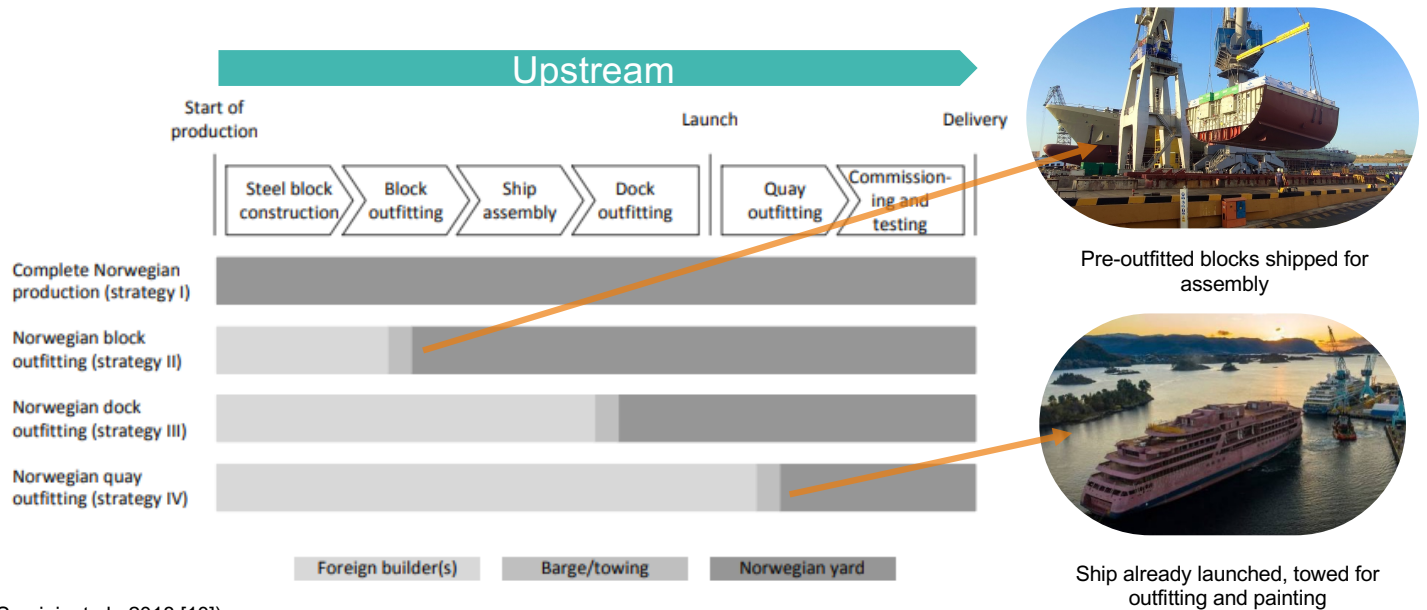 Upstream
Start of
production
Launch
Delivery
Steel block
construction
Block
outfitting
Ship
assembly
Dock
outfitting
Quay
outfitting
Commission-
ing and
testing
Complete Norwegian
production (strategy I)
Norwegian block
outfitting (strategy II)
Norwegian dock
outfitting (strategy III)
Norwegian quay
outfitting (strategy IV)
Foreign builder(s)
Barge/towing
Norwegian yard
Pre-outfitted blocks shipped for
assembly
Ship already launched, towed for
outfitting and painting